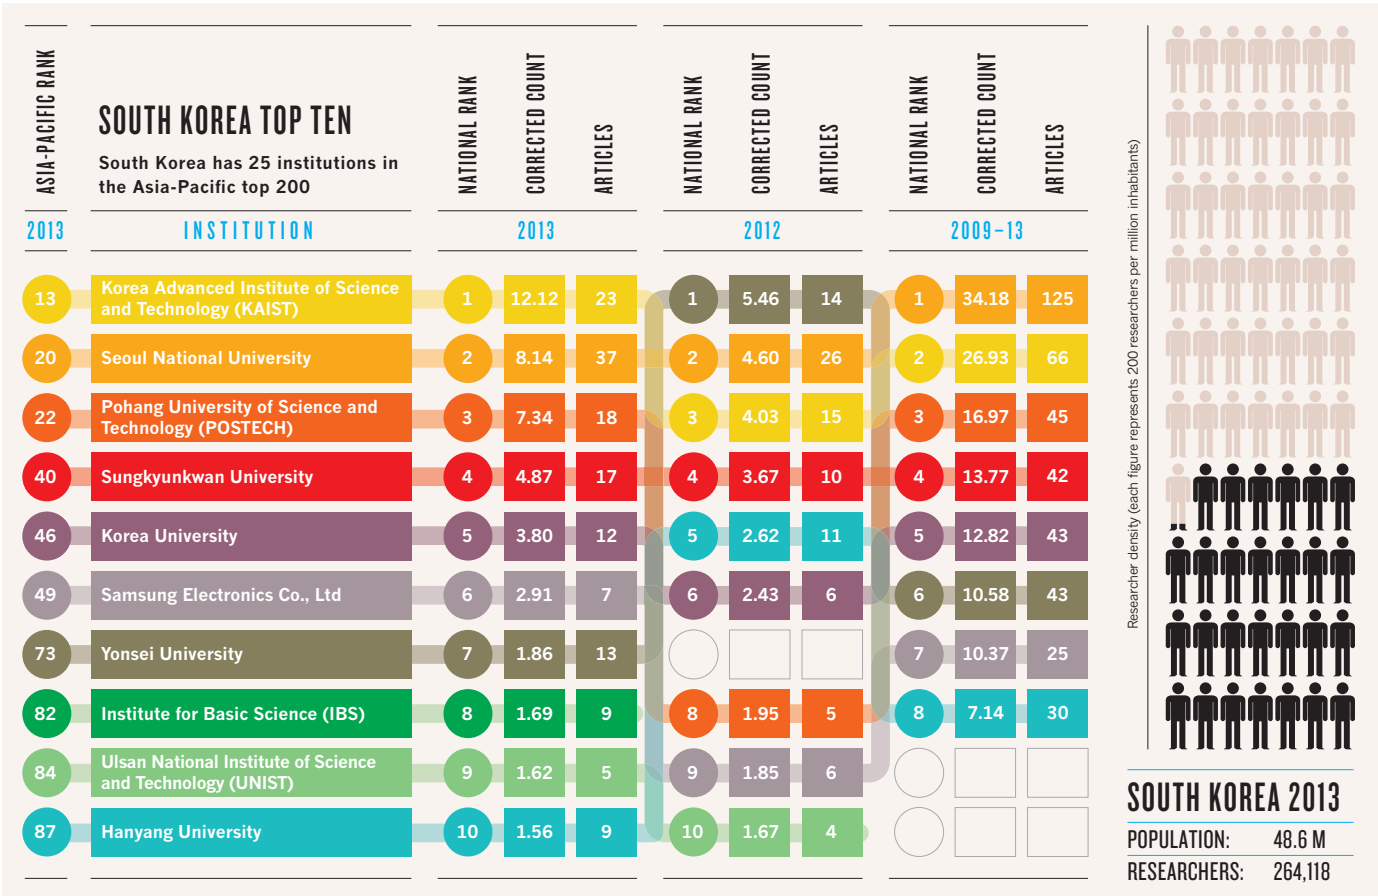 ASIA-PACIFIC RANK
SOUTH KOREA TOP TEN
South Korea has 25 institutions in
the Asia-Pacific top 200
NATIONAL RANK
CORRECTED COUNT
ARTICLES
NATIONAL RANK
CORRECTED COUNT
ARTICLES
NATIONAL RANK
CORRECTED COUNT
ARTICLES
2013 INSTITUTION 2013 2012 2009–13
13 Korea Advanced Institute of Science
and Technology (KAIST) 1 12.12 23 1 5.46 14 1 34.18 125
20 Seoul National University 2 8.14 37 2 4.60 26 2 26.93 66
22 Pohang University of Science and
Technology (POSTECH) 3 7.34 18 3 4.03 15 3 16.97 45
40 Sungkyunkwan University 4 4.87 17 4 3.67 10 4 13.77 42
46 Korea University 5 3.80 12 5 2.62 11 5 12.82 43
49 Samsung Electronics Co., Ltd 6 2.91 7 6 2.43 6 6 10.58 43
73 Yonsei University 7 1.86 13 7 10.37 25
82 Institute for Basic Science (IBS) 8 1.69 9 8 1.95 5 8 7.14 30
84 Ulsan National Institute of Science
and Technology (UNIST) 9 1.62 5 9 1.85 6
87 Hanyang University 10 1.56 9 10 1.67 4
Researcher density (each figure represents 200 researchers per million inhabitants)
SOUTH KOREA 2013
POPULATION: 48.6 M
RESEARCHERS: 264,118